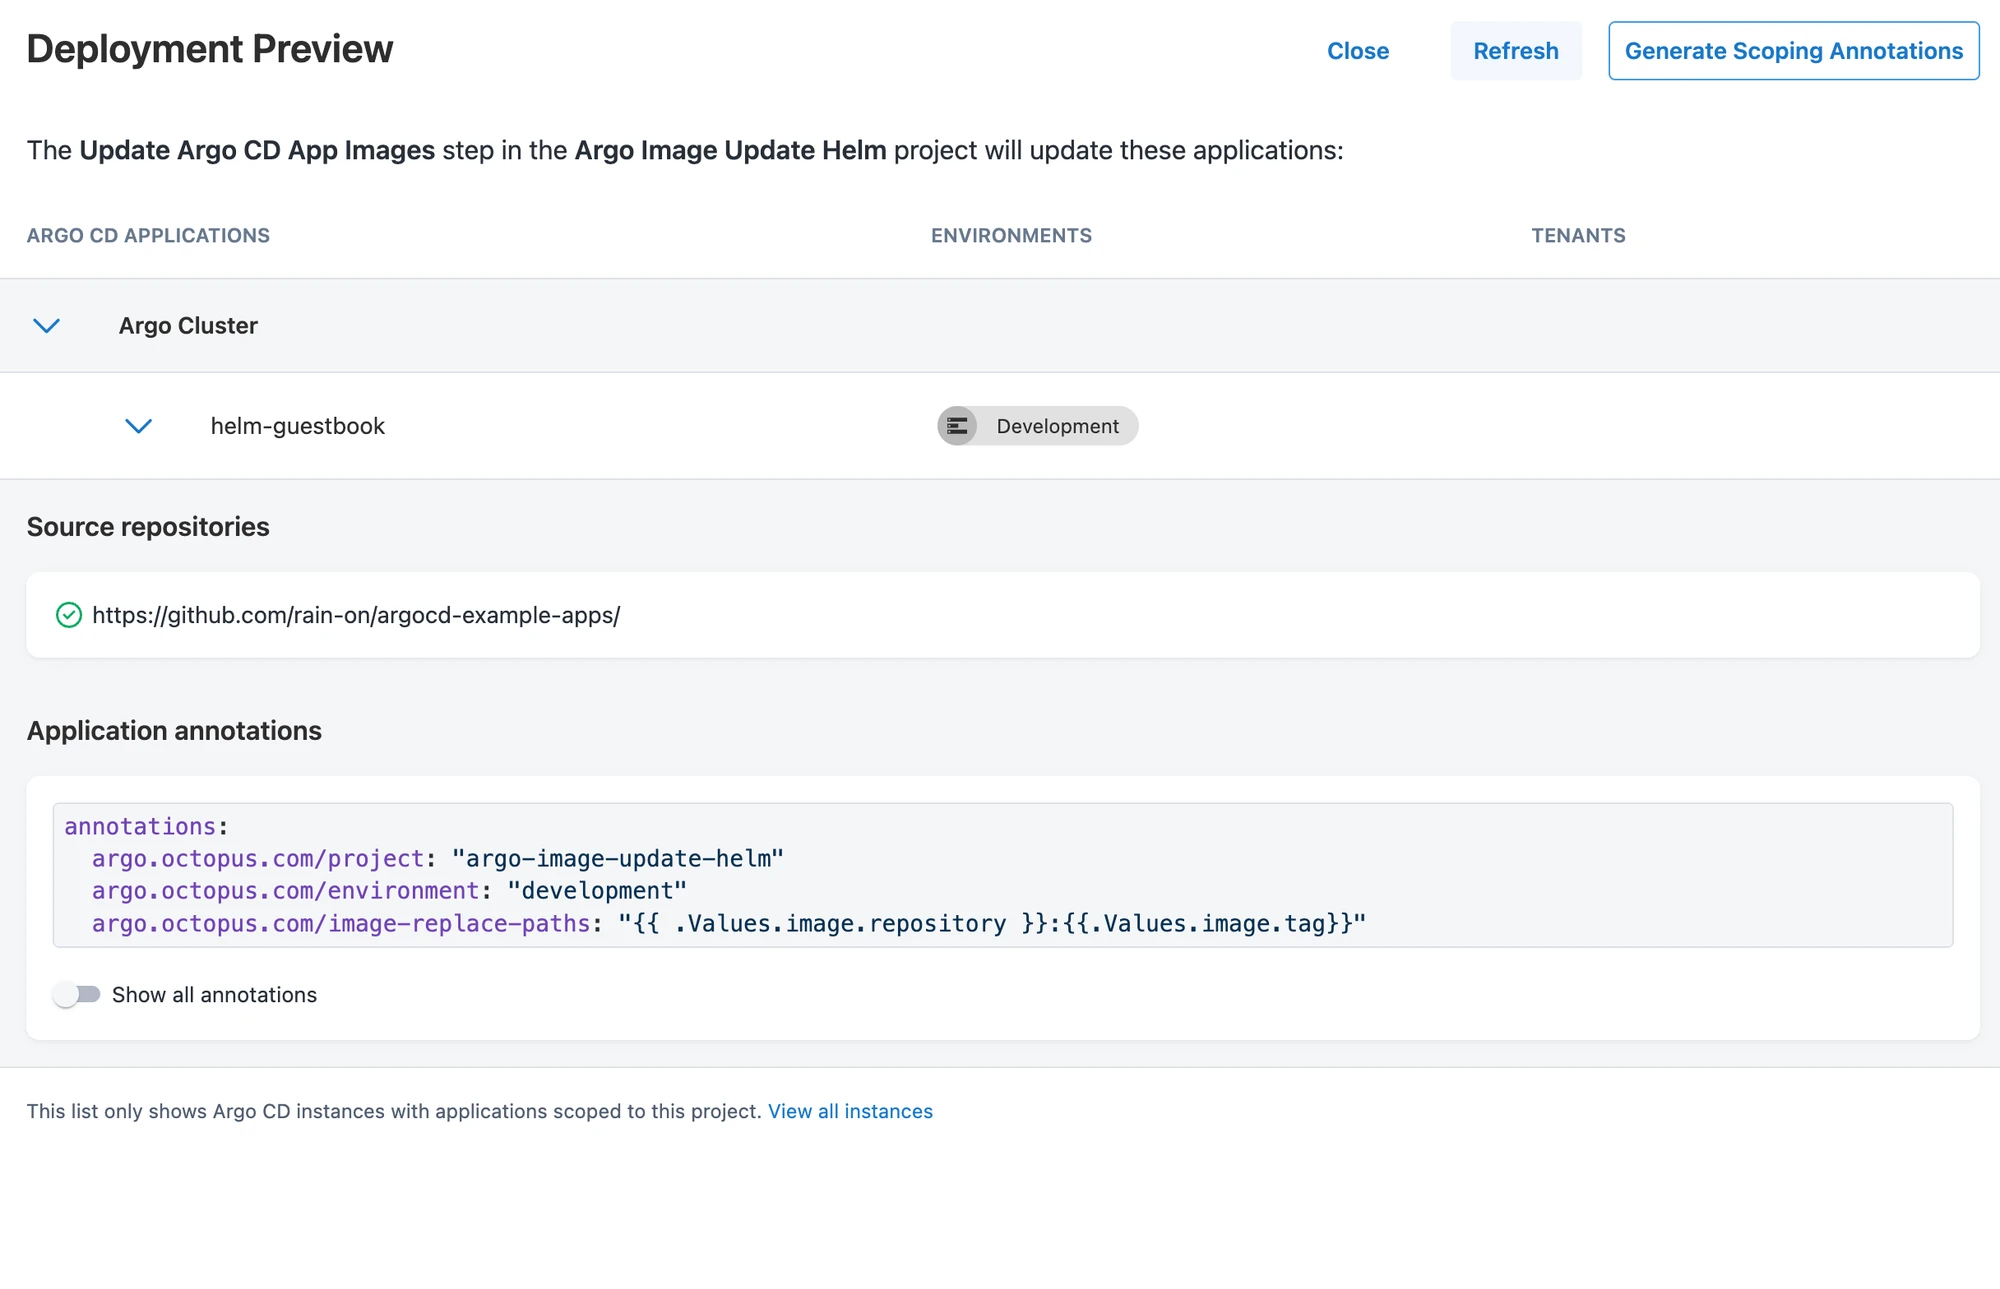 Deployment Preview
Close
Refresh
Generate Scoping Annotations
The Update Argo CD App Images step in the Argo Image Update Helm project will update these applications:
ARGO CD APPLICATIONS
ENVIRONMENTS
TENANTS
Argo Cluster
helm-guestbook
Development
Source repositories
https://github.com/rain-on/argocd-example-apps/
Application annotations
annotations:
  argo.octopus.com/project: "argo-image-update-helm"
  argo.octopus.com/environment: "development"
  argo.octopus.com/image-replace-paths: "{{ .Values.image.repository }}:{{.Values.image.tag}}"
Show all annotations
This list only shows Argo CD instances with applications scoped to this project. View all instances